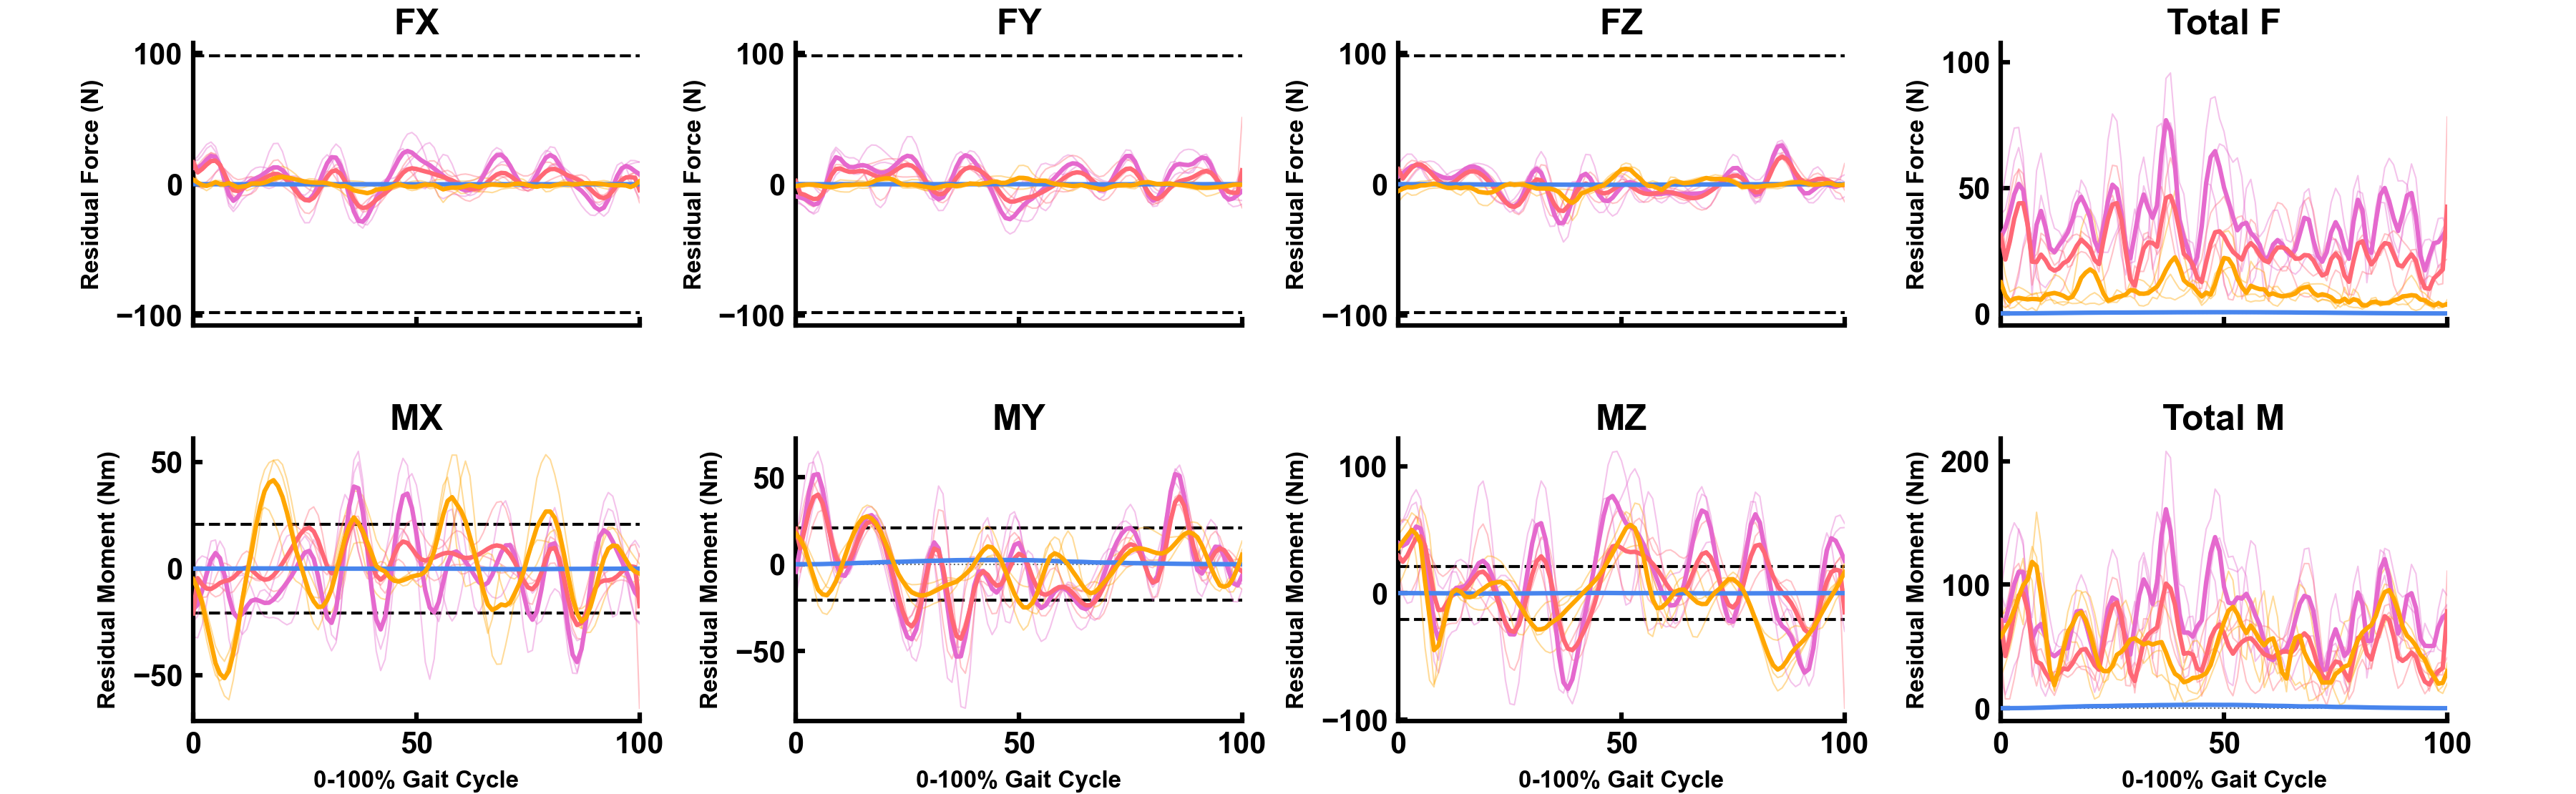 FX
FY
FZ
Total F
100
0
−100
Residual Force (N)
100
0
−100
Residual Force (N)
100
0
−100
Residual Force (N)
100
50
0
Residual Force (N)
MX
MY
MZ
Total M
50
0
−50
Residual Moment (Nm)
50
0
−50
Residual Moment (Nm)
100
0
−100
Residual Moment (Nm)
200
100
0
Residual Moment (Nm)
0 50 100
0 50 100
0 50 100
0 50 100
0-100% Gait Cycle
0-100% Gait Cycle
0-100% Gait Cycle
0-100% Gait Cycle